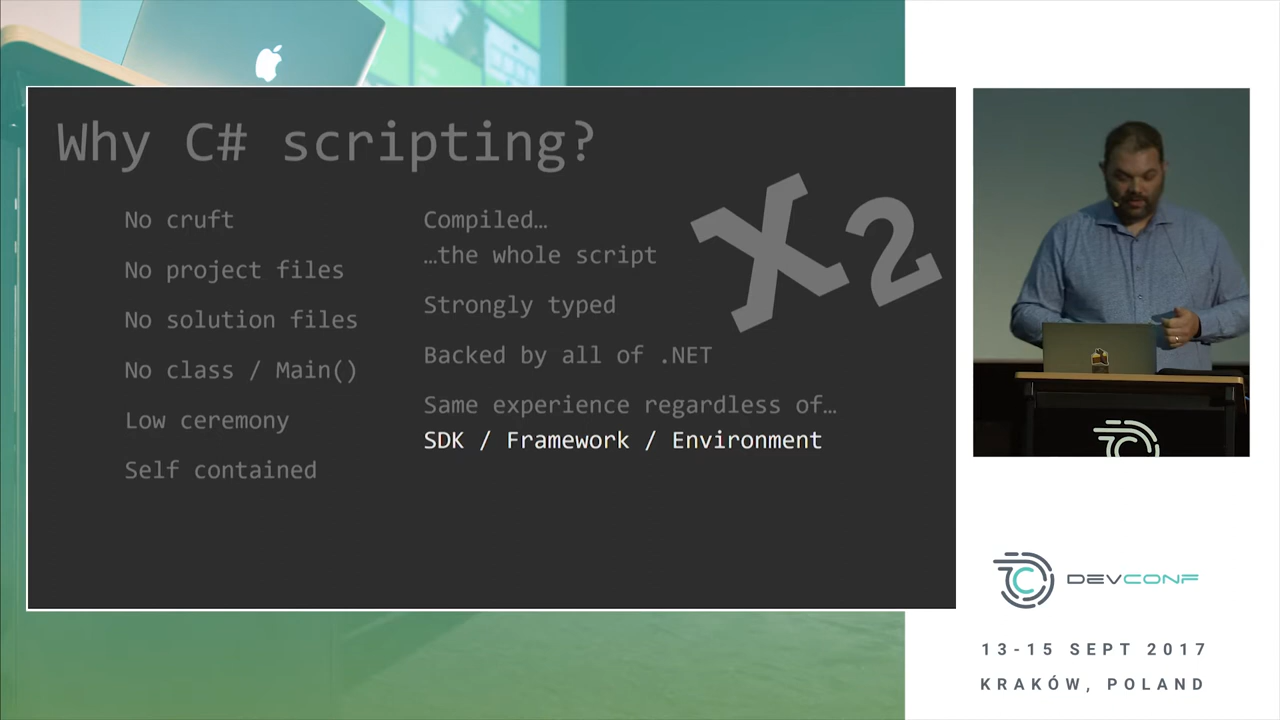 Why C# scripting?
No cruft
No project files
No solution files
No class / Main()
Low ceremony
Self contained
Compiled…
…the whole script
Strongly typed
Backed by all of .NET
Same experience regardless of…
SDK / Framework / Environment
X2
DEVCONF
13-15 SEPT 2017
KRAKÓW, POLAND